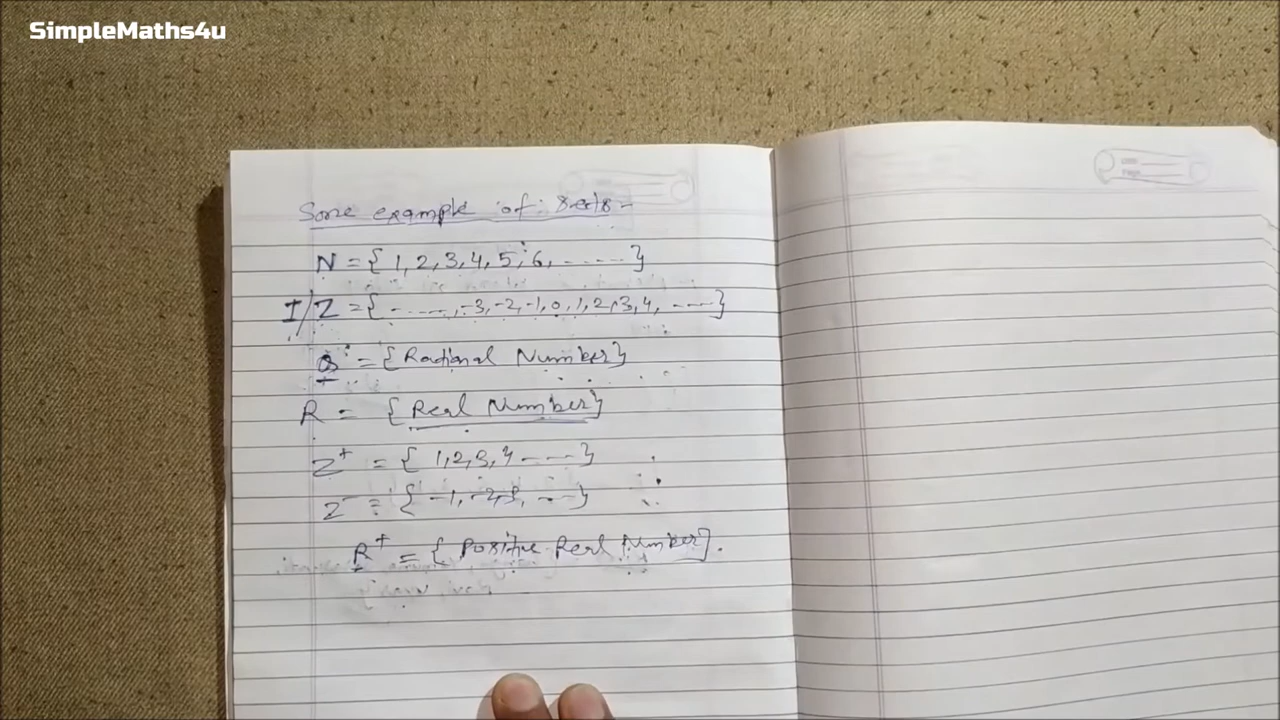 SimpleMaths4u
Some example of sets-
N = { 1, 2, 3, 4, 5, 6, ------ }
I/Z = { ------, -3, -2, -1, 0, 1, 2, 3, 4, ---- }
Q = { Rational Number }
R = { Real Number }
Z+ = { 1, 2, 3, 4 ---- }
Z- = { -1, -2, 3, ---- }
R+ = { Positive Real Number }.